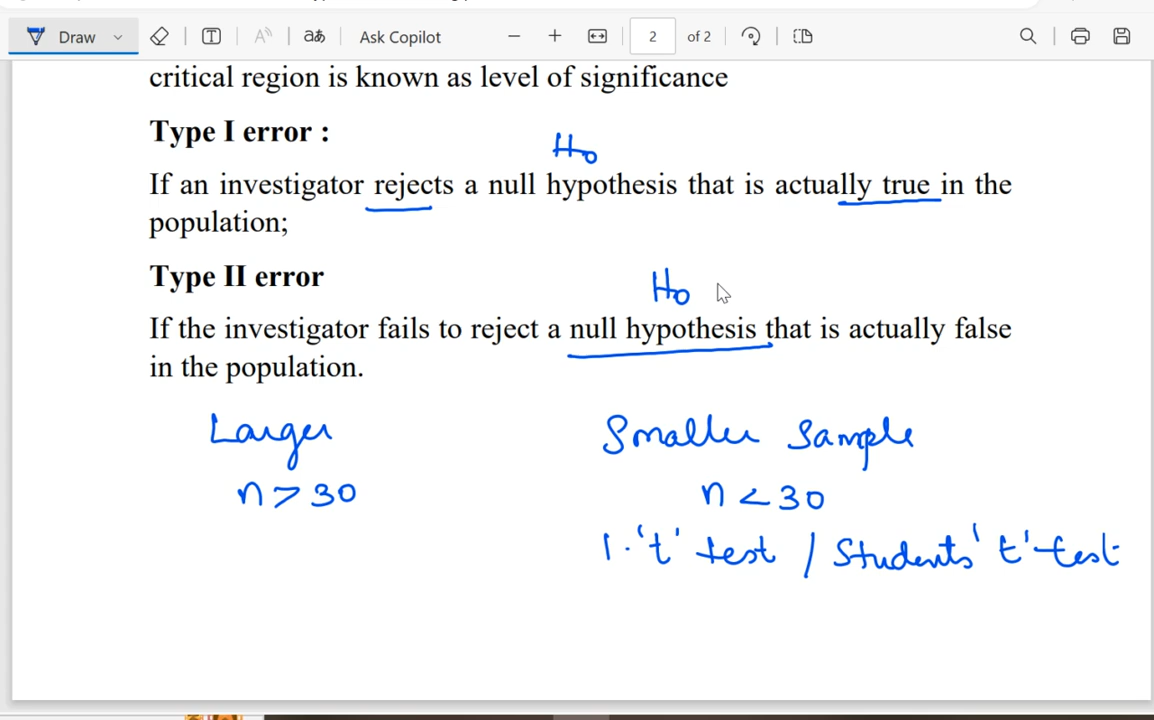 Draw
Ask Copilot
2 of 2
critical region is known as level of significance
Type I error :
Ho
If an investigator rejects a null hypothesis that is actually true in the
population;
Type II error
Ho
If the investigator fails to reject a null hypothesis that is actually false
in the population.
Larger Smaller Sample
n > 30 n < 30
1. 't' test / Students' 't' test